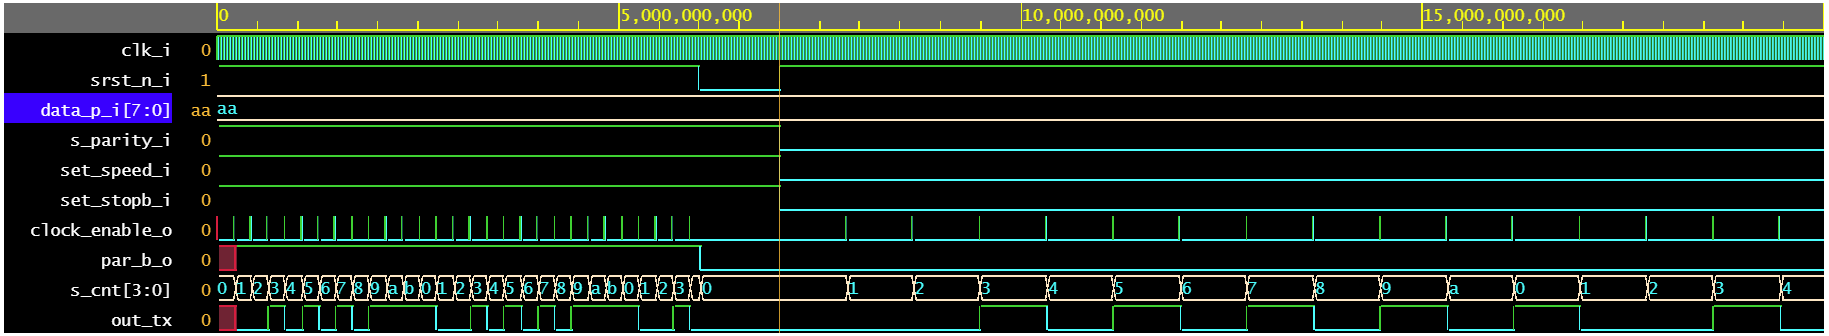 0 5,000,000,000 10,000,000,000 15,000,000,000
clk_i 0
srst_n_i 1
data_p_i[7:0] aa aa
s_parity_i 0
set_speed_i 0
set_stopb_i 0
clock_enable_o 0
par_b_o 0
s_cnt[3:0] 0 0 1 2 3 4 5 6 7 8 9 a b 0 1 2 3 4 5 6 7 8 9 a b 0 1 2 3 0 1 2 3 4 5 6 7 8 9 a 0 1 2 3 4
out_tx 0